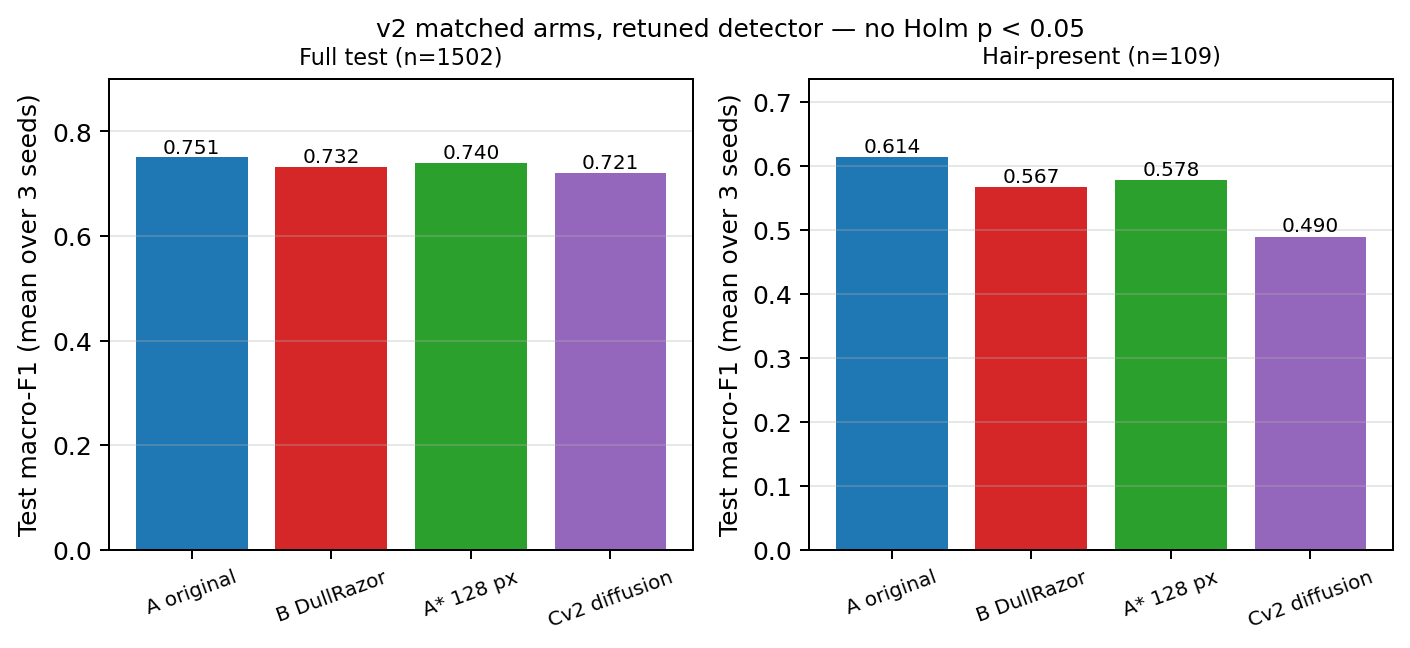 v2 matched arms, retuned detector — no Holm p < 0.05
Full test (n=1502)
Test macro-F1 (mean over 3 seeds)
0.8
0.6
0.4
0.2
0.0
0.751
0.732
0.740
0.721
A original
B DullRazor
A* 128 px
Cv2 diffusion
Hair-present (n=109)
Test macro-F1 (mean over 3 seeds)
0.7
0.6
0.5
0.4
0.3
0.2
0.1
0.0
0.614
0.567
0.578
0.490
A original
B DullRazor
A* 128 px
Cv2 diffusion